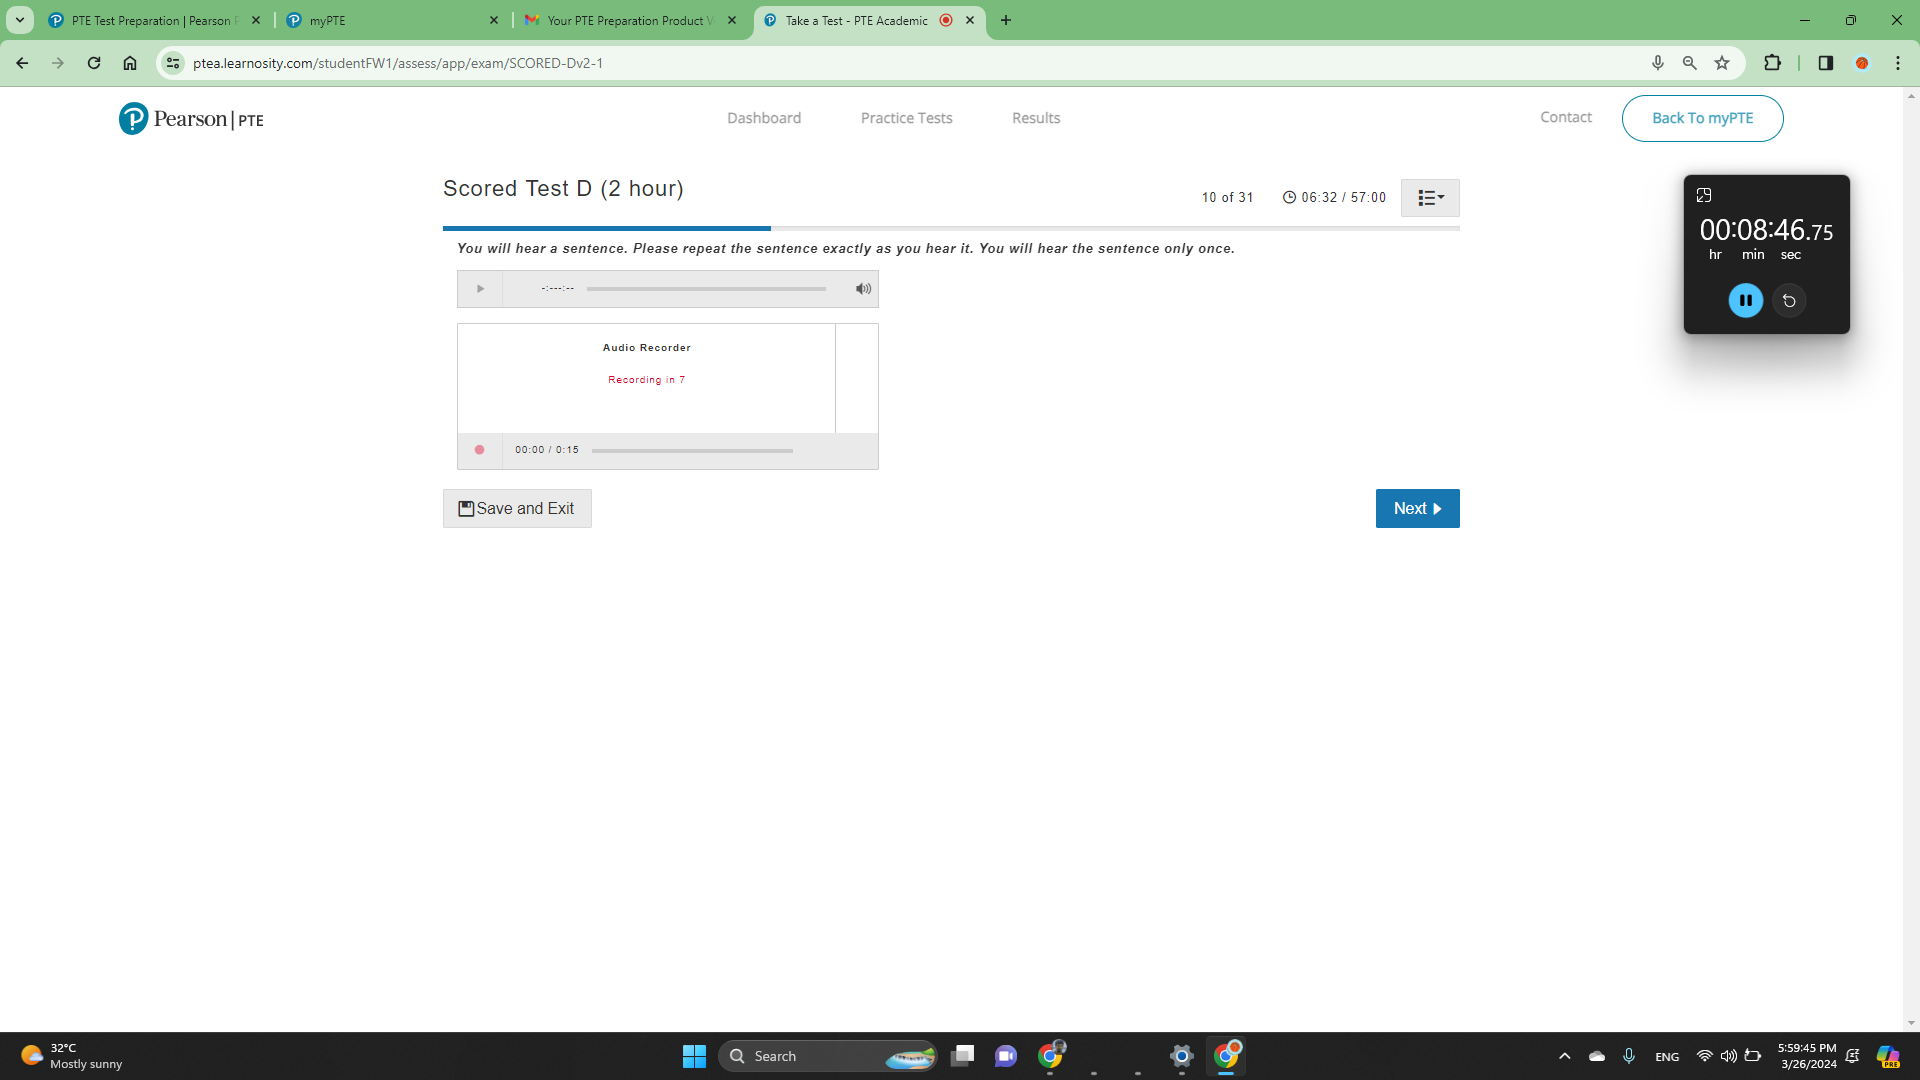 PTE Test Preparation | Pearson
myPTE
Your PTE Preparation Product
Take a Test - PTE Academic
ptea.learnosity.com/studentFW1/assess/app/exam/SCORED-Dv2-1
Pearson | PTE
Dashboard
Practice Tests
Results
Contact
Back To myPTE
Scored Test D (2 hour)
10 of 31
06:32 / 57:00
00:08:46.75
hr min sec
You will hear a sentence. Please repeat the sentence exactly as you hear it. You will hear the sentence only once.
-:---:--
Audio Recorder
Recording in 7
00:00 / 0:15
Save and Exit
Next
32°C
Mostly sunny
Search
ENG
5:59:45 PM
3/26/2024
PRE